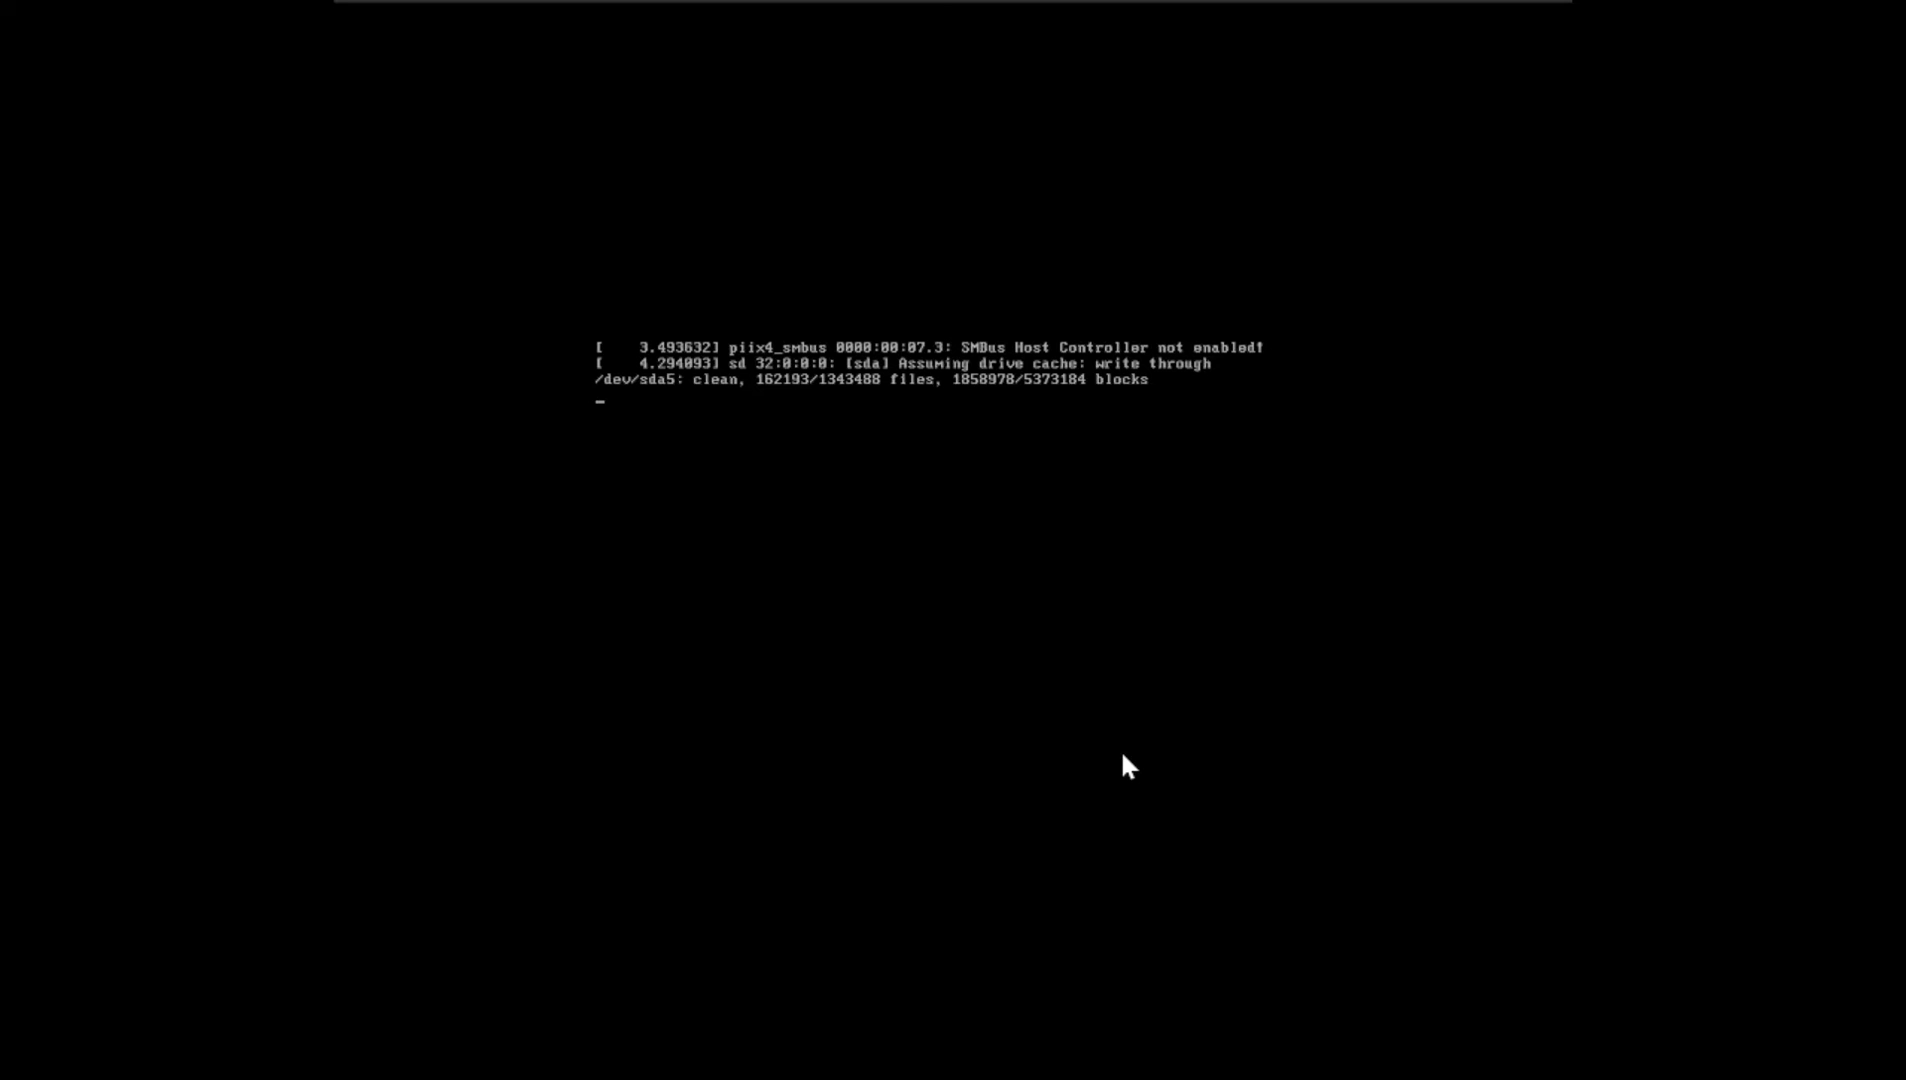 [    3.493632] piix4_smbus 0000:00:07.3: SMBus Host Controller not enabled!
[    4.294093] sd 32:0:0:0: [sda] Assuming drive cache: write through
/dev/sda5: clean, 162193/1343488 files, 1858978/5373184 blocks
_